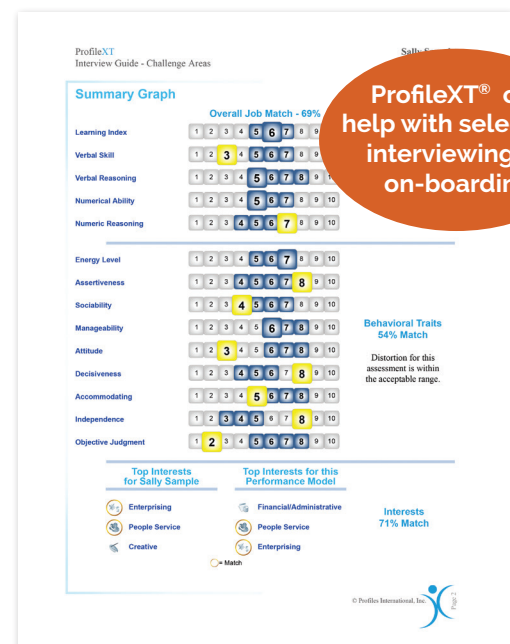 ProfileXT
Interview Guide - Challenge Areas
Summary Graph
Overall Job Match - 69%
ProfileXT®
help with
interviewing
Learning Index 1 2 3 4 5 6 7 8 9
Verbal Skill 1 2 3 4 5 6 7 8 9
Verbal Reasoning 1 2 3 4 5 6 7 8 9 10
Numerical Ability 1 2 3 4 5 6 7 8 9 10
Numeric Reasoning 1 2 3 4 5 6 7 8 9 10
Energy Level 1 2 3 4 5 6 7 8 9 10
Assertiveness 1 2 3 4 5 6 7 8 9 10
Sociability 1 2 3 4 5 6 7 8 9 10
Manageability 1 2 3 4 5 6 7 8 9 10
Attitude 1 2 3 4 5 6 7 8 9 10
Decisiveness 1 2 3 4 5 6 7 8 9 10
Accommodating 1 2 3 4 5 6 7 8 9 10
Independence 1 2 3 4 5 6 7 8 9 10
Objective Judgment 1 2 3 4 5 6 7 8 9 10
Behavioral Traits
54% Match
Distortion for this
assessment is within
the acceptable range.
Top Interests
for Sally Sample
Enterprising
People Service
Creative
Top Interests for this
Performance Model
Financial/Administrative
People Service
Enterprising
= Match
Interests
71% Match
© Profiles International, Inc.
Page 2